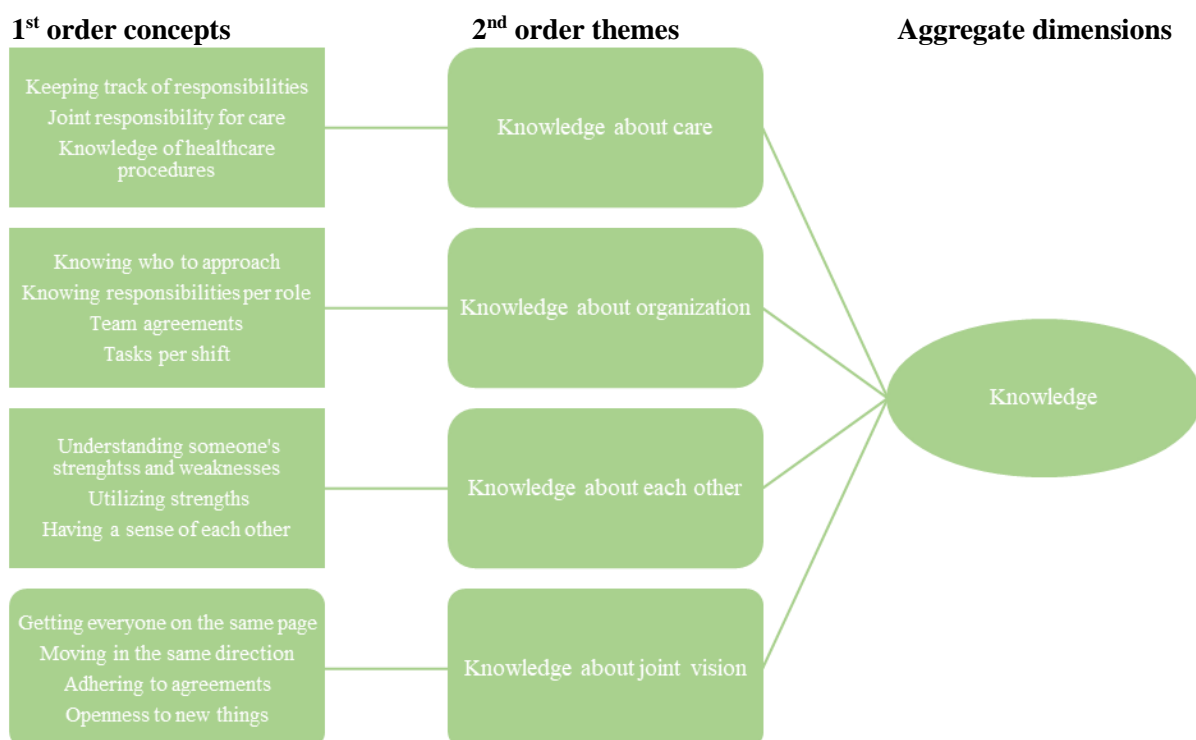 1st order concepts
2nd order themes
Aggregate dimensions
Keeping track of responsibilities
Joint responsibility for care
Knowledge of healthcare
procedures
Knowledge about care
Knowing who to approach
Knowing responsibilities per role
Team agreements
Tasks per shift
Knowledge about organization
Understanding someone's
strenghtss and weaknesses
Utilizing strengths
Having a sense of each other
Knowledge about each other
Getting everyone on the same page
Moving in the same direction
Adhering to agreements
Openness to new things
Knowledge about joint vision
Knowledge